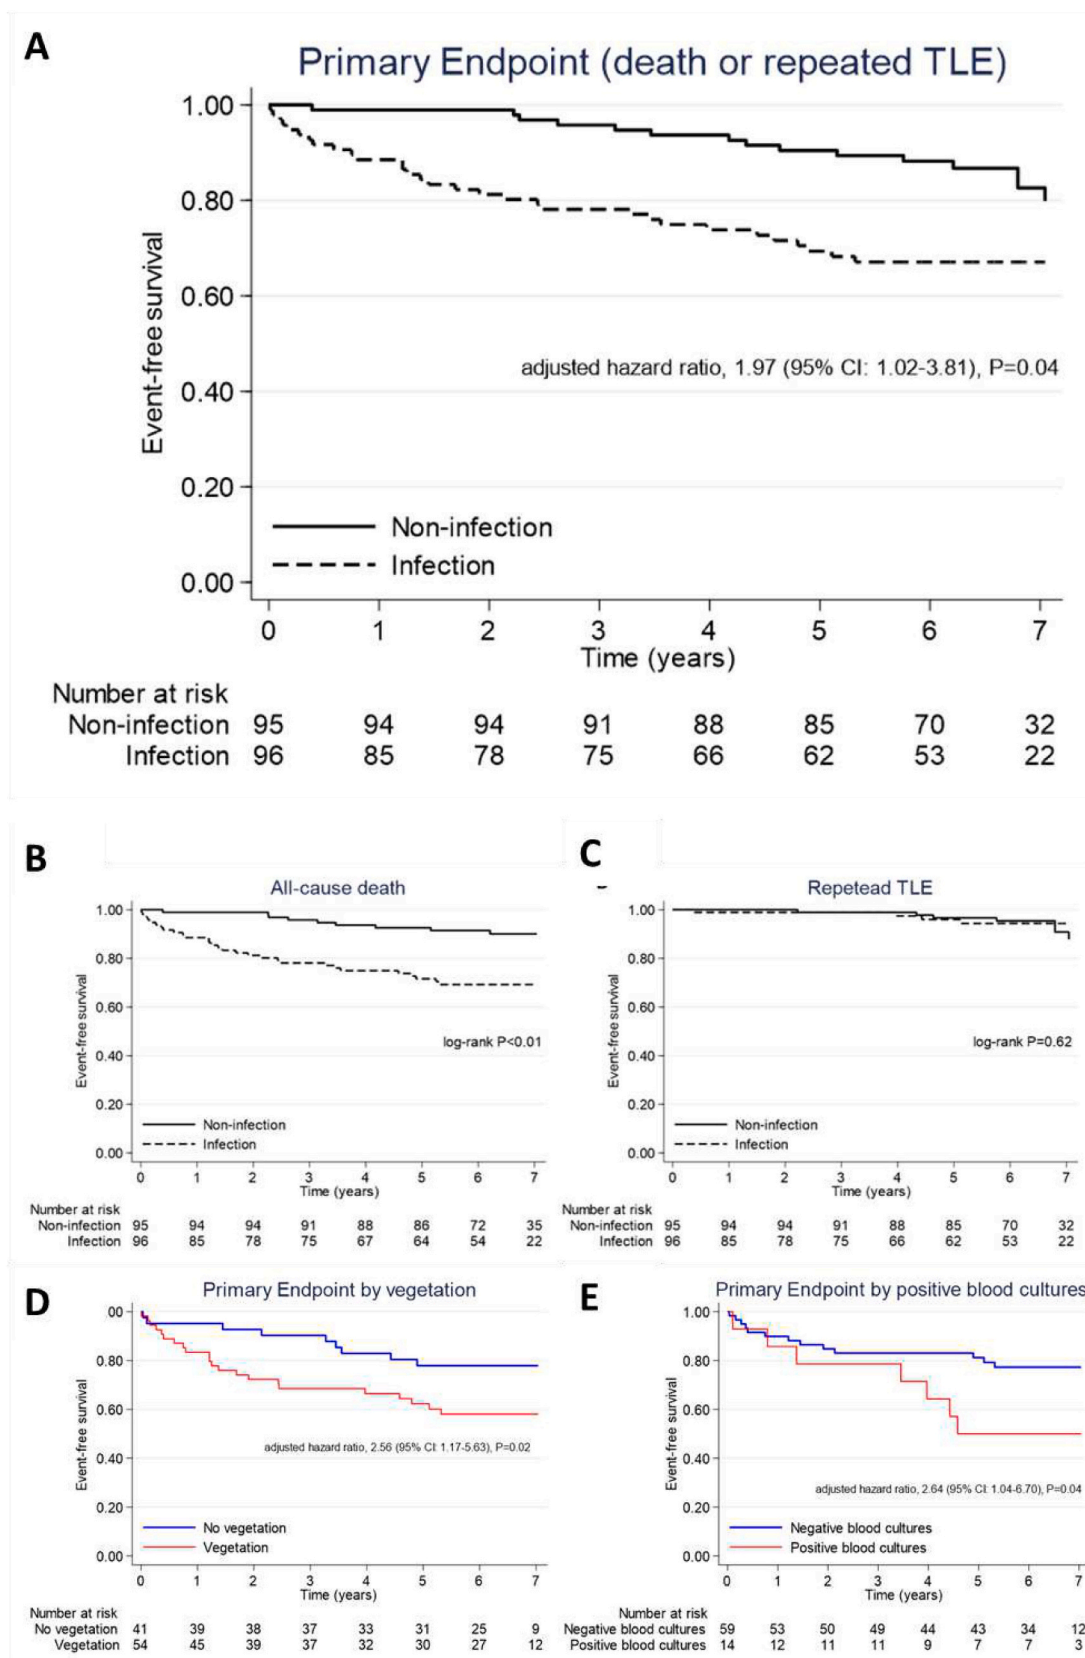 A
Primary Endpoint (death or repeated TLE)
1.00
0.80
0.60
0.40
0.20
0.00
Event-free survival
adjusted hazard ratio, 1.97 (95% CI: 1.02-3.81), P=0.04
Non-infection
Infection
0 1 2 3 4 5 6 7
Time (years)
Number at risk
Non-infection 95 94 94 91 88 85 70 32
Infection 96 85 78 75 66 62 53 22
B
All-cause death
1.00
0.80
0.60
0.40
0.20
0.00
Event-free survival
log-rank P<0.01
Non-infection
Infection
0 1 2 3 4 5 6 7
Time (years)
Number at risk
Non-infection 95 94 94 91 88 86 72 35
Infection 96 85 78 75 67 64 54 22
C
Repetead TLE
1.00
0.80
0.60
0.40
0.20
0.00
Event-free survival
log-rank P=0.62
Non-infection
Infection
0 1 2 3 4 5 6 7
Time (years)
Number at risk
Non-infection 95 94 94 91 88 85 70 32
Infection 96 85 78 75 66 62 53 22
D
Primary Endpoint by vegetation
00
0.80
0.60
0.40
0.20
0.00
Event-free survival
adjusted hazard ratio, 2.56 (95% CI: 1.17-5.63), P=0.02
No vegetation
Vegetation
0 1 2 3 4 5 6 7
Time (years)
Number at risk
No vegetation 41 39 38 37 33 31 25 9
Vegetation 54 45 39 37 32 30 27 12
E
Primary Endpoint by positive blood cultures
1.00
0.80
0.60
0.40
0.20
0.00
Event-free survival
adjusted hazard ratio, 2.64 (95% CI: 1.04-6.70), P=0.04
Negative blood cultures
Positive blood cultures
0 1 2 3 4 5 6 7
Time (years)
Number at risk
Negative blood cultures 59 53 50 49 44 43 34 12
Positive blood cultures 14 12 11 11 9 7 7 3